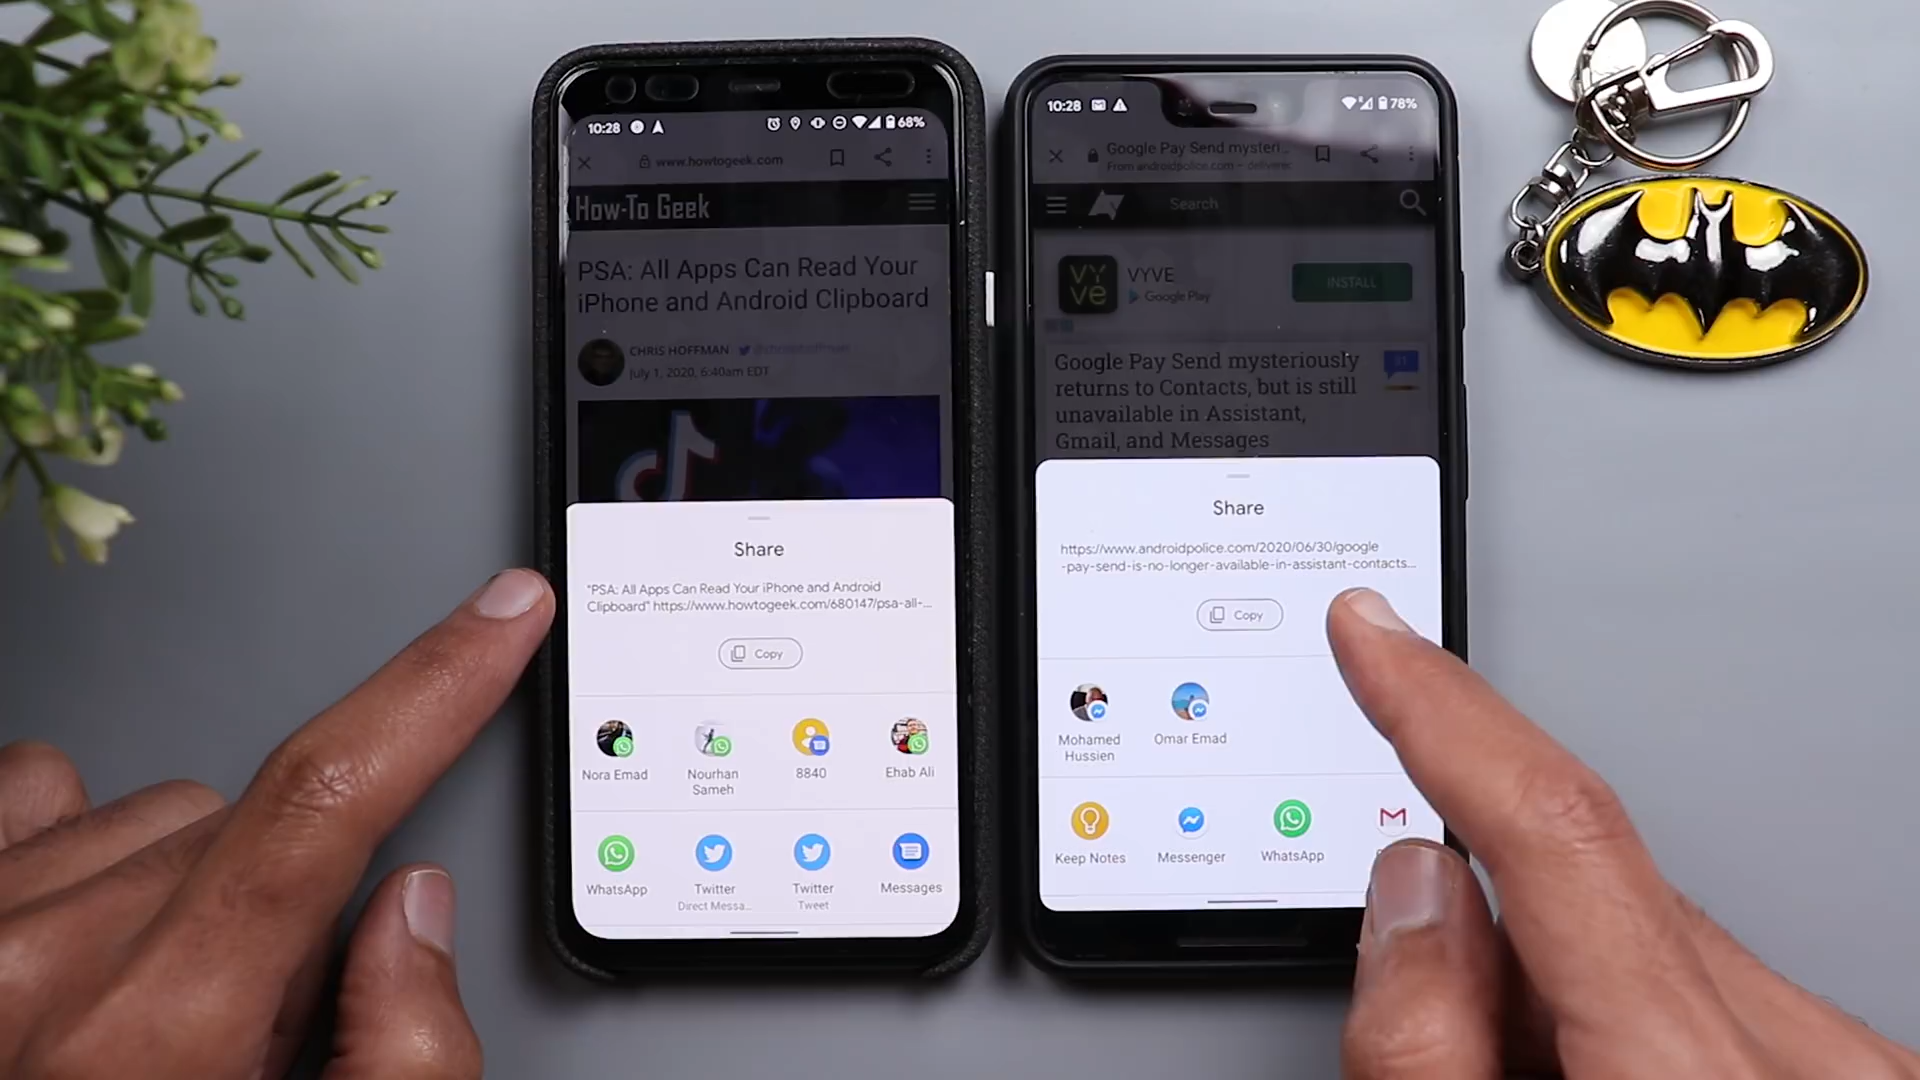 10:28
68%
www.howtogeek.com
How-To Geek
PSA: All Apps Can Read Your
iPhone and Android Clipboard
CHRIS HOFFMAN
July 1, 2020, 6:40am EDT
Share
"PSA: All Apps Can Read Your iPhone and Android
Clipboard" https://www.howtogeek.com/680147/psa-all-...
Copy
Nora Emad
Nourhan
Sameh
8840
Ehab Ali
WhatsApp
Twitter
Direct Messa...
Twitter
Tweet
Messages
10:28
78%
Google Pay Send mysteri...
From androidpolice.com – delivered
Search
VYVE
VYVE
Google Play
INSTALL
Google Pay Send mysteriously
returns to Contacts, but is still
unavailable in Assistant,
Gmail, and Messages
Share
https://www.androidpolice.com/2020/06/30/google
-pay-send-is-no-longer-available-in-assistant-contacts...
Copy
Mohamed
Hussien
Omar Emad
Keep Notes
Messenger
WhatsApp